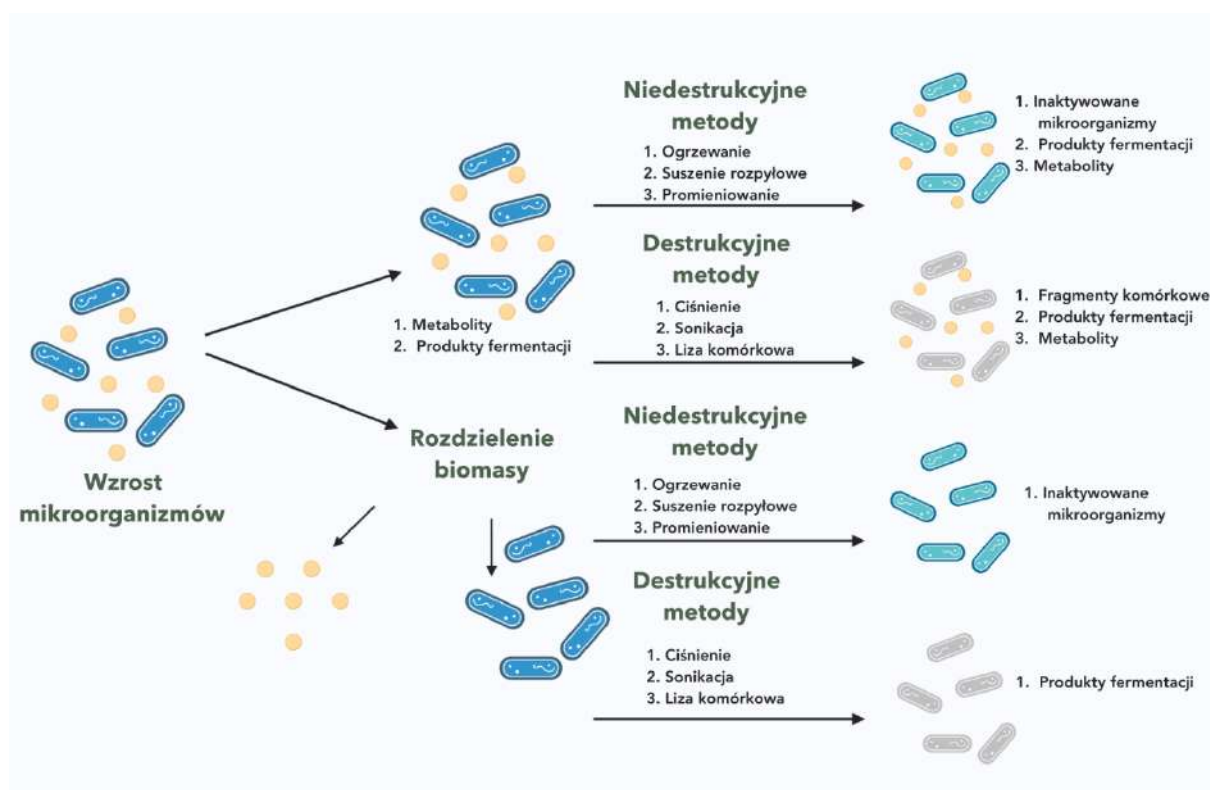 Wzrost
mikroorganizmów
1. Metabolity
2. Produkty fermentacji
Rozdzielenie
biomasy
Niedestrukcyjne
metody
1. Ogrzewanie
2. Suszenie rozpyłowe
3. Promieniowanie
1. Inaktywowane
mikroorganizmy
2. Produkty fermentacji
3. Metabolity
Destrukcyjne
metody
1. Ciśnienie
2. Sonikacja
3. Liza komórkowa
1. Fragmenty komórkowe
2. Produkty fermentacji
3. Metabolity
Niedestrukcyjne
metody
1. Ogrzewanie
2. Suszenie rozpyłowe
3. Promieniowanie
1. Inaktywowane
mikroorganizmy
Destrukcyjne
metody
1. Ciśnienie
2. Sonikacja
3. Liza komórkowa
1. Produkty fermentacji